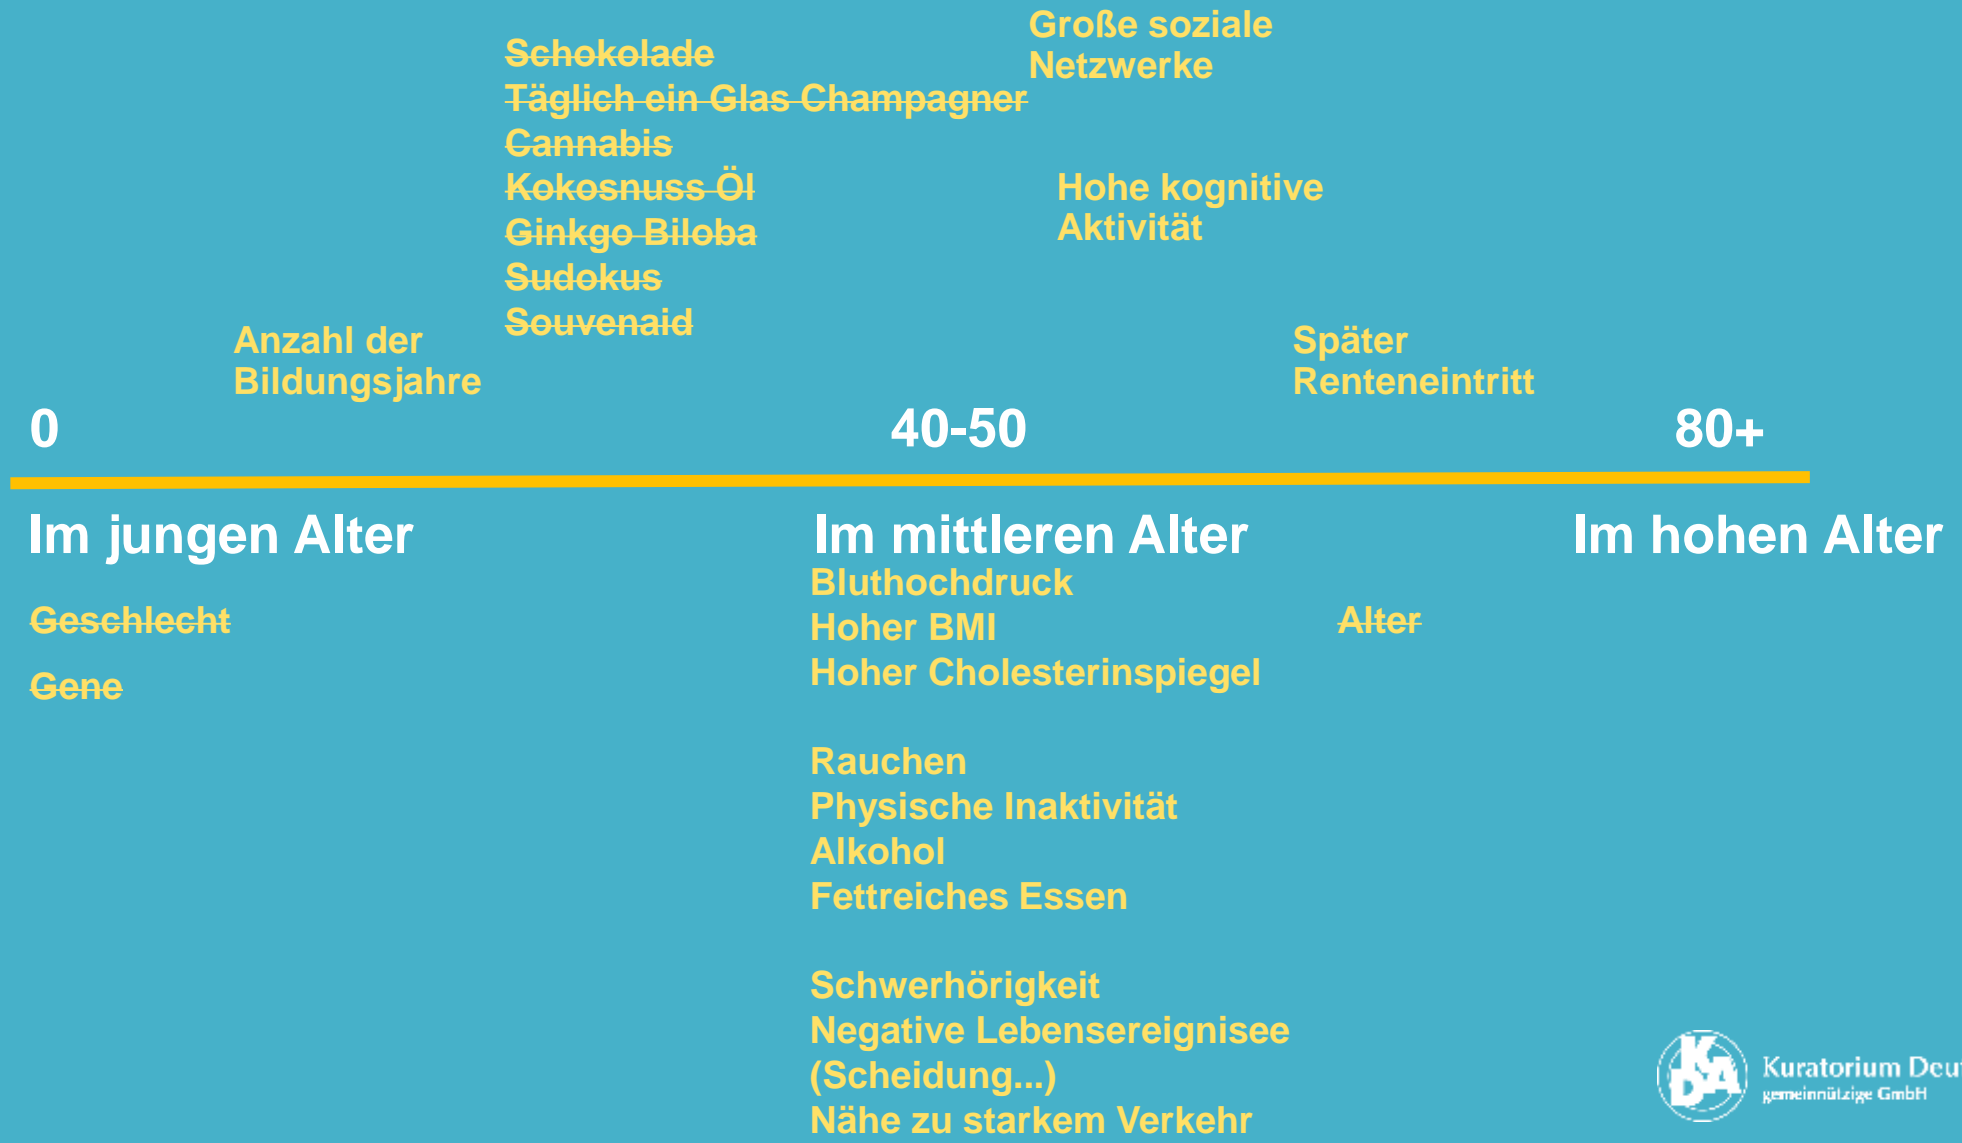 Große soziale
Netzwerke
Schokolade
Täglich ein Glas Champagner
Cannabis
Kokosnuss Öl
Ginkgo Biloba
Sudokus
Souvenaid
Hohe kognitive
Aktivität
Anzahl der
Bildungsjahre
Später
Renteneintritt
0
40-50
80+
Im jungen Alter
Im mittleren Alter
Im hohen Alter
Geschlecht
Gene
Bluthochdruck
Hoher BMI
Hoher Cholesterinspiegel
Rauchen
Physische Inaktivität
Alkohol
Fettreiches Essen
Schwerhörigkeit
Negative Lebensereignisee
(Scheidung...)
Nähe zu starkem Verkehr
Alter
KDA
Kuratorium Deut
gemeinnützige GmbH